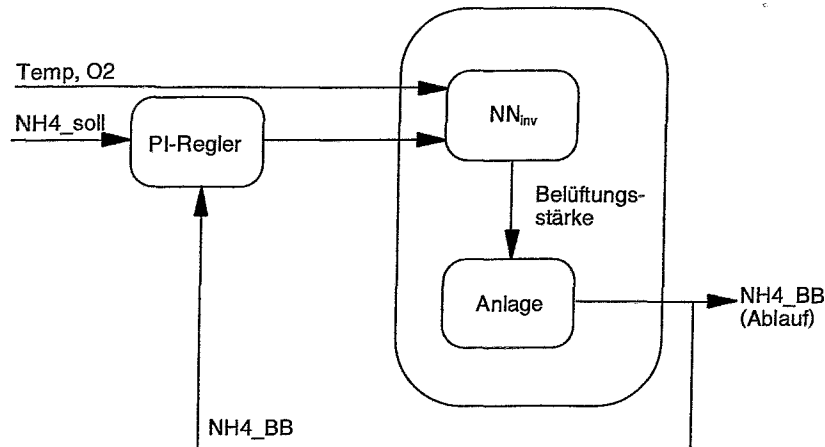 Temp, O2
NH4_soll
PI-Regler
NNinv
Belüftungs-
stärke
Anlage
NH4_BB
(Ablauf)
NH4_BB